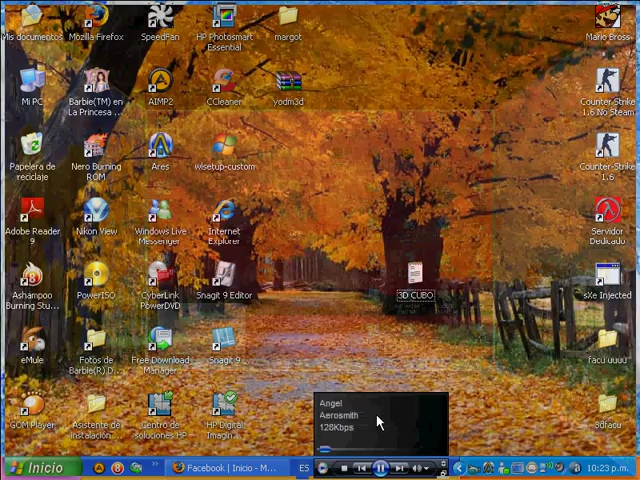 Mis documentos
Mozilla Firefox
SpeedFan
HP Photosmart
Essential
margot
Mario Bross
Mi PC
Barbie(TM) en
La Princesa ...
AIMP2
CCleaner
yodm3d
Counter-Strike
1.6 No Steam
Papelera de
reciclaje
Nero Burning
ROM
Ares
wlsetup-custom
Counter-Strike
1.6
Adobe Reader
9
Nikon View
Windows Live
Messenger
Internet
Explorer
Servidor
Dedicado
Ashampoo
Burning Stu...
PowerISO
CyberLink
PowerDVD
Snagit 9 Editor
3D CUBO
sXe Injected
eMule
Fotos de
Barbie(R) D...
Free Download
Manager
Snagit 9
facu uuuu
GOM Player
Asistente de
instalación...
Centro de
soluciones HP
HP Digital
Imagin...
3dfacu
Angel
Aerosmith
128Kbps
Inicio
Facebook | Inicio - M...
ES
10:23 p.m.